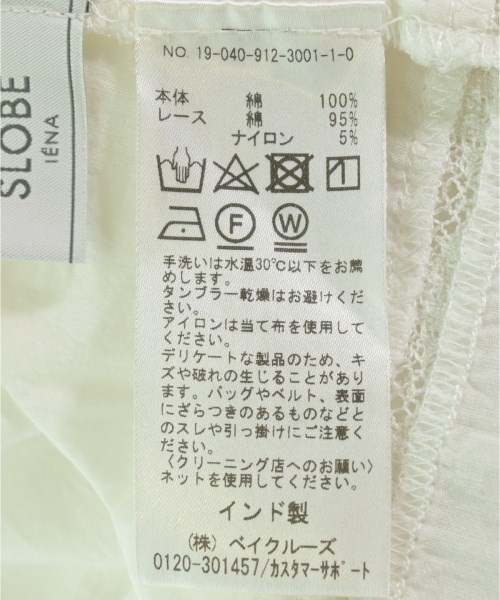 SLOBE
IÉNA
NO. 19-040-912-3001-1-0
本体 綿 100%
レース 綿 95%
ナイロン 5%
F W
手洗いは水温30℃以下をお薦
めします。
タンブラー乾燥はお避けくださ
い。
アイロンは当て布を使用して
ください。
デリケートな製品のため、キ
ズや破れの生じることがあり
ます。バッグやベルト、表面
にざらつきのあるものなどと
のスレや引っ掛けにご注意く
ださい。
〈クリーニング店へのお願い〉
ネットを使用してください。
インド製
(株) ベイクルーズ
0120-301457/カスタマーサポート